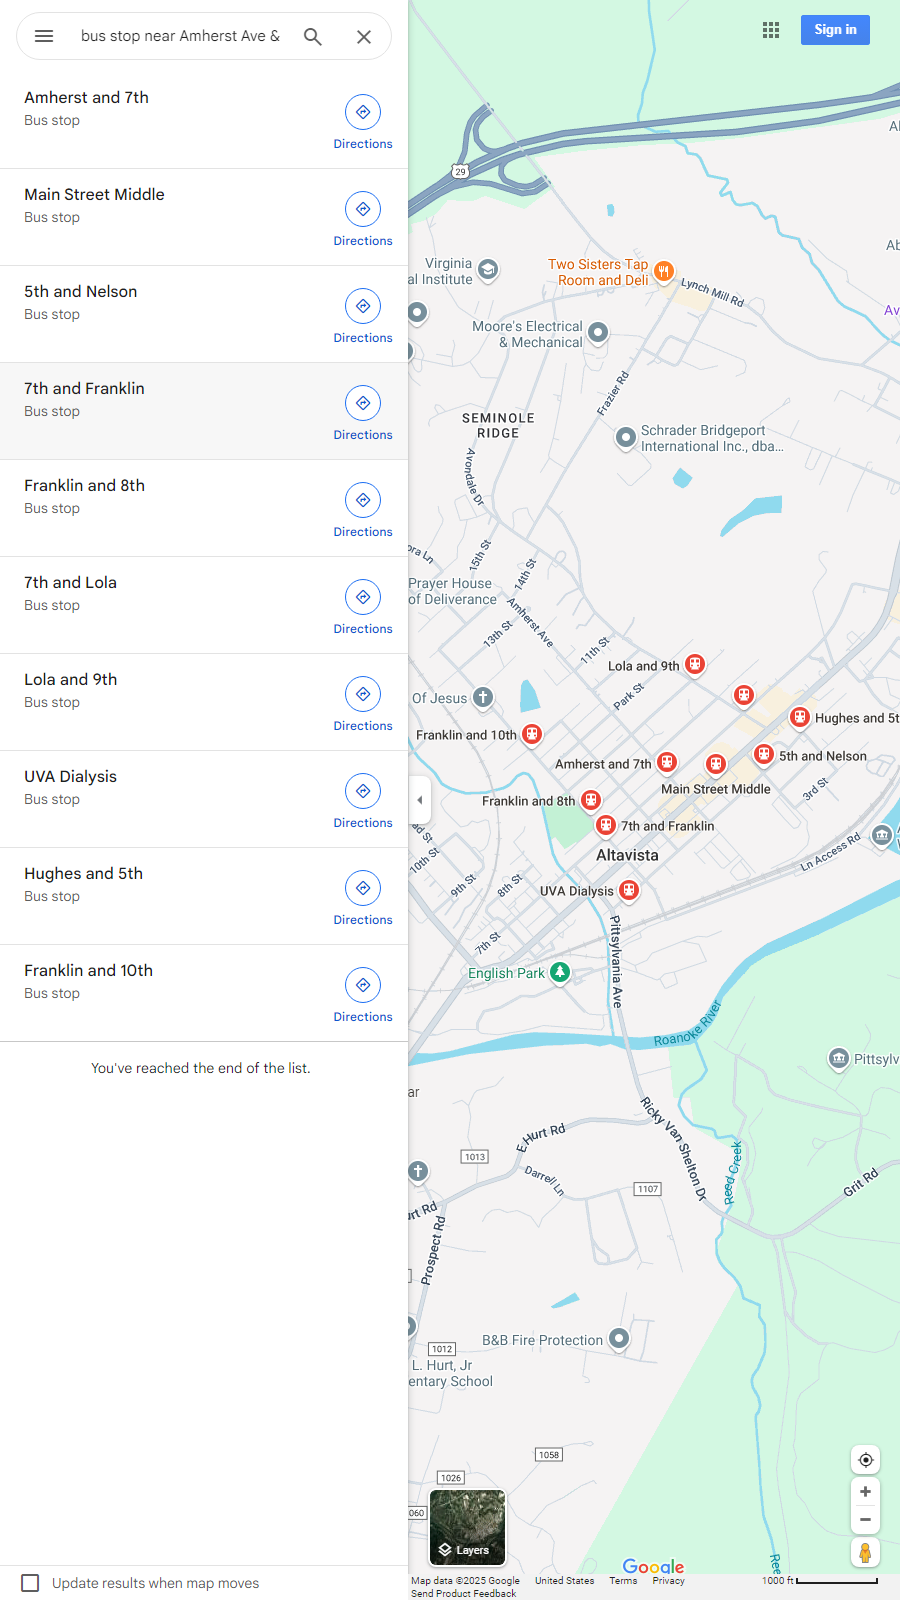 bus stop near Amherst Ave &
Sign in
Amherst and 7th
Bus stop
Directions
Main Street Middle
Bus stop
Directions
5th and Nelson
Bus stop
Directions
7th and Franklin
Bus stop
Directions
Franklin and 8th
Bus stop
Directions
7th and Lola
Bus stop
Directions
Lola and 9th
Bus stop
Directions
UVA Dialysis
Bus stop
Directions
Hughes and 5th
Bus stop
Directions
Franklin and 10th
Bus stop
Directions
You've reached the end of the list.
Update results when map moves
29
Virginia
al Institute
Two Sisters Tap
Room and Deli
Lynch Mill Rd
Av
Moore's Electrical
& Mechanical
Frazier Rd
SEMINOLE
RIDGE
Schrader Bridgeport
International Inc., dba...
Avondale Dr
ora Ln
15th St
14th St
Prayer House
of Deliverance
Amherst Ave
13th St
11th St
Lola and 9th
Park St
Of Jesus
Hughes and 5t
Franklin and 10th
5th and Nelson
Amherst and 7th
Main Street Middle
3rd St
Franklin and 8th
7th and Franklin
Ln Access Rd
Altavista
10th St
9th St
8th St
UVA Dialysis
7th St
Pittsylvania Ave
English Park
Roanoke River
Pittsylv
ar
E Hurt Rd
Ricky Van Shelton Dr
1013
Reed Creek
Darrell Ln
1107
Grit Rd
urt Rd
Prospect Rd
B&B Fire Protection
1012
L. Hurt, Jr
entary School
1058
1026
060
Layers
Google
Reed
Map data ©2025 Google
United States
Terms
Privacy
1000 ft
Send Product Feedback